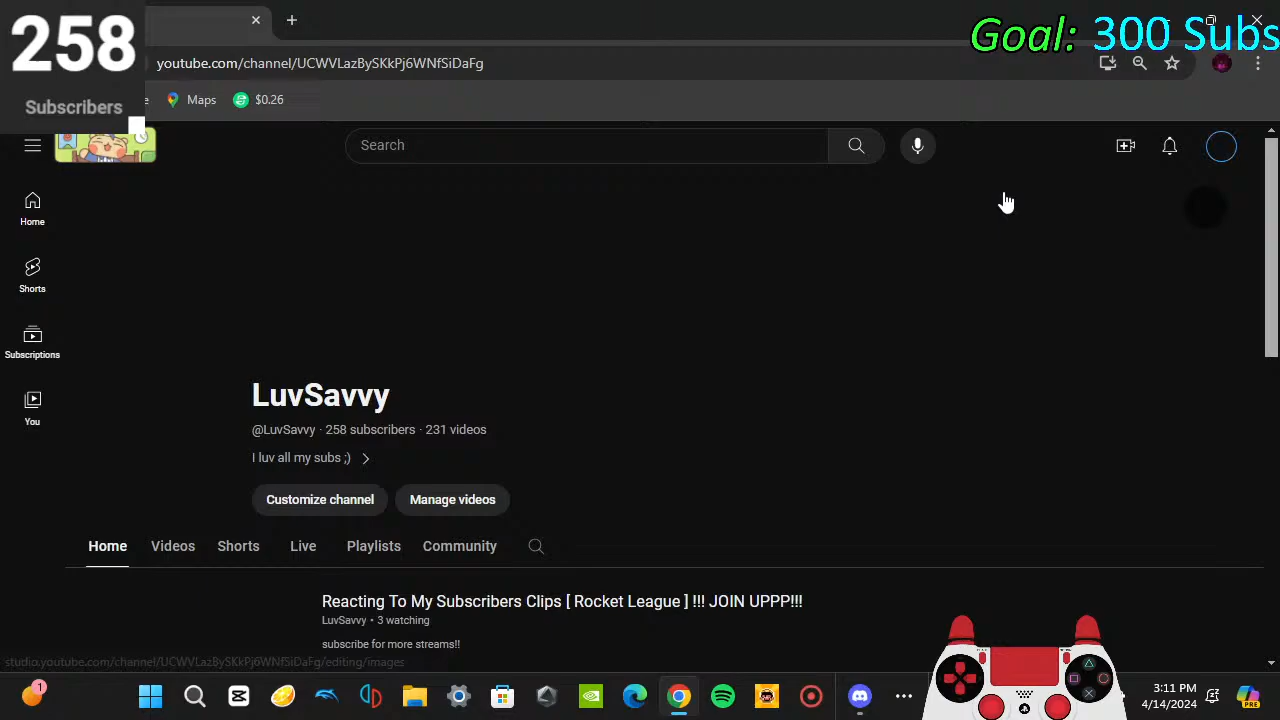 258
Subscribers
Goal: 300 Subs
youtube.com/channel/UCWVLazBySKkPj6WNfSiDaFg
e
Maps
$0.26
Search
Home
Shorts
Subscriptions
You
LuvSavvy
@LuvSavvy · 258 subscribers · 231 videos
I luv all my subs ;)
Customize channel
Manage videos
Home
Videos
Shorts
Live
Playlists
Community
Reacting To My Subscribers Clips [ Rocket League ] !!! JOIN UPPP!!!
LuvSavvy · 3 watching
subscribe for more streams!!
studio.youtube.com/channel/UCWVLazBySKkPj6WNfSiDaFg/editing/images
1
3:11 PM
4/14/2024
PRE